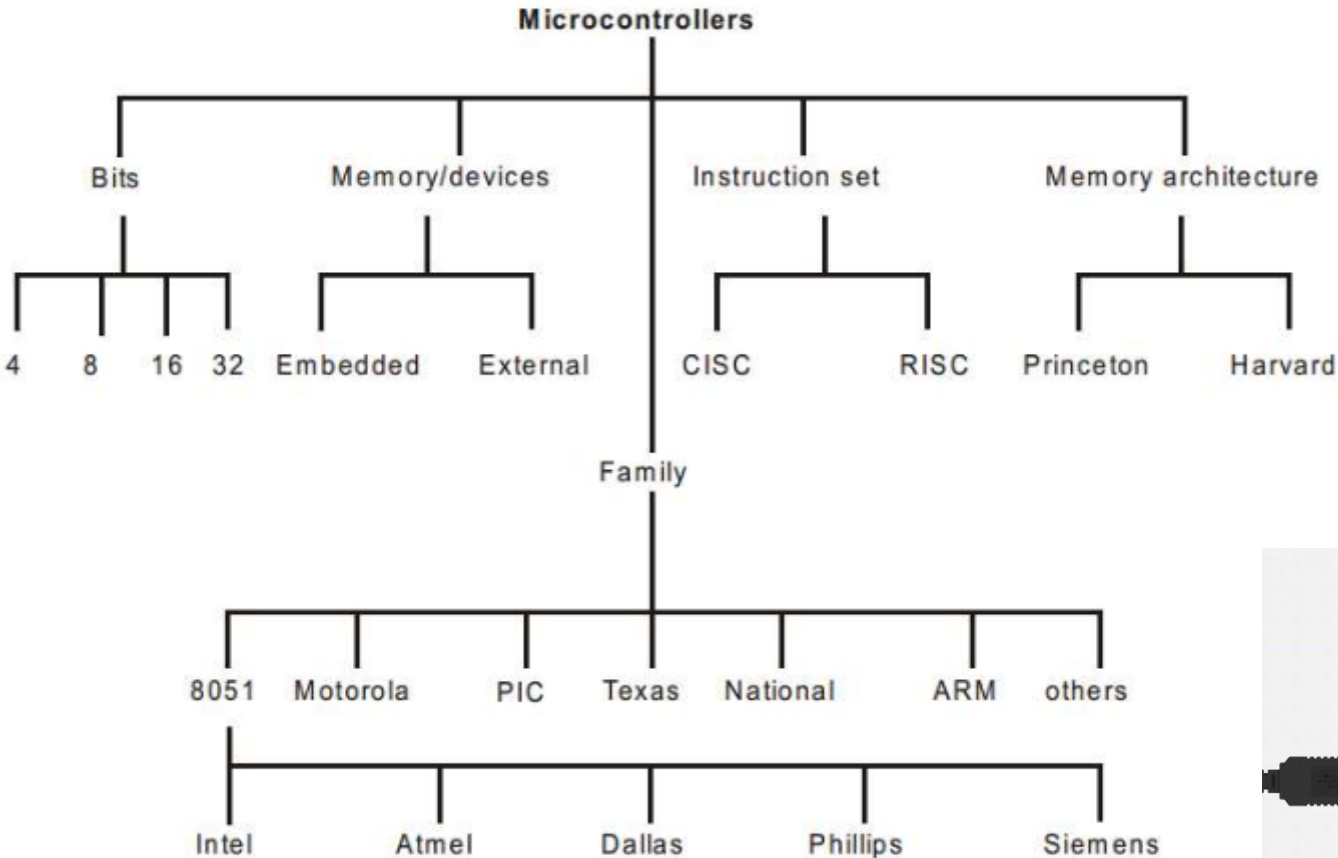 Microcontrollers
Bits Memory/devices Instruction set Memory architecture
4 8 16 32 Embedded External CISC RISC Princeton Harvard
Family
8051 Motorola PIC Texas National ARM others
Intel Atmel Dallas Phillips Siemens